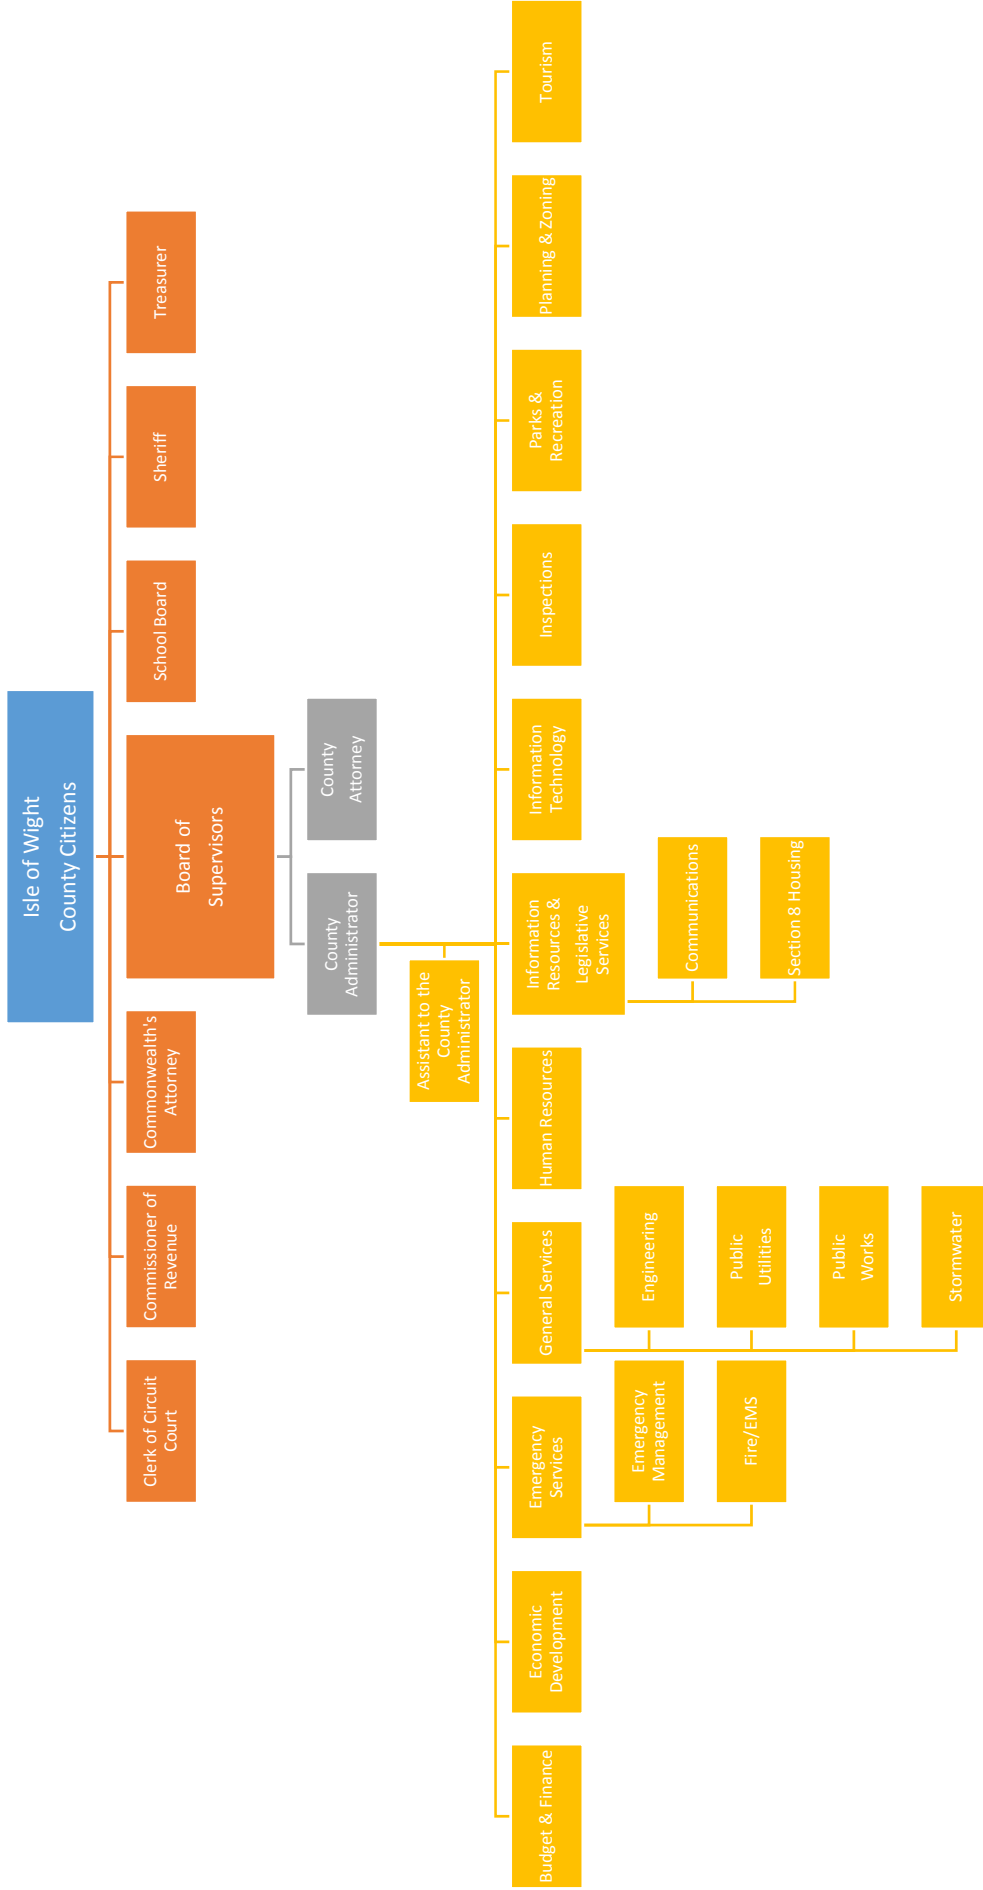 Isle of Wight
County Citizens
Clerk of Circuit
Court
Commissioner of
Revenue
Commonwealth's
Attorney
Board of
Supervisors
School Board
Sheriff
Treasurer
County
Administrator
County
Attorney
Assistant to the
County
Administrator
Budget & Finance
Economic
Development
Emergency
Services
General Services
Human Resources
Information
Resources &
Legislative
Services
Information
Technology
Inspections
Parks &
Recreation
Planning & Zoning
Tourism
Emergency
Management
Fire/EMS
Engineering
Public
Utilities
Public
Works
Stormwater
Communications
Section 8 Housing